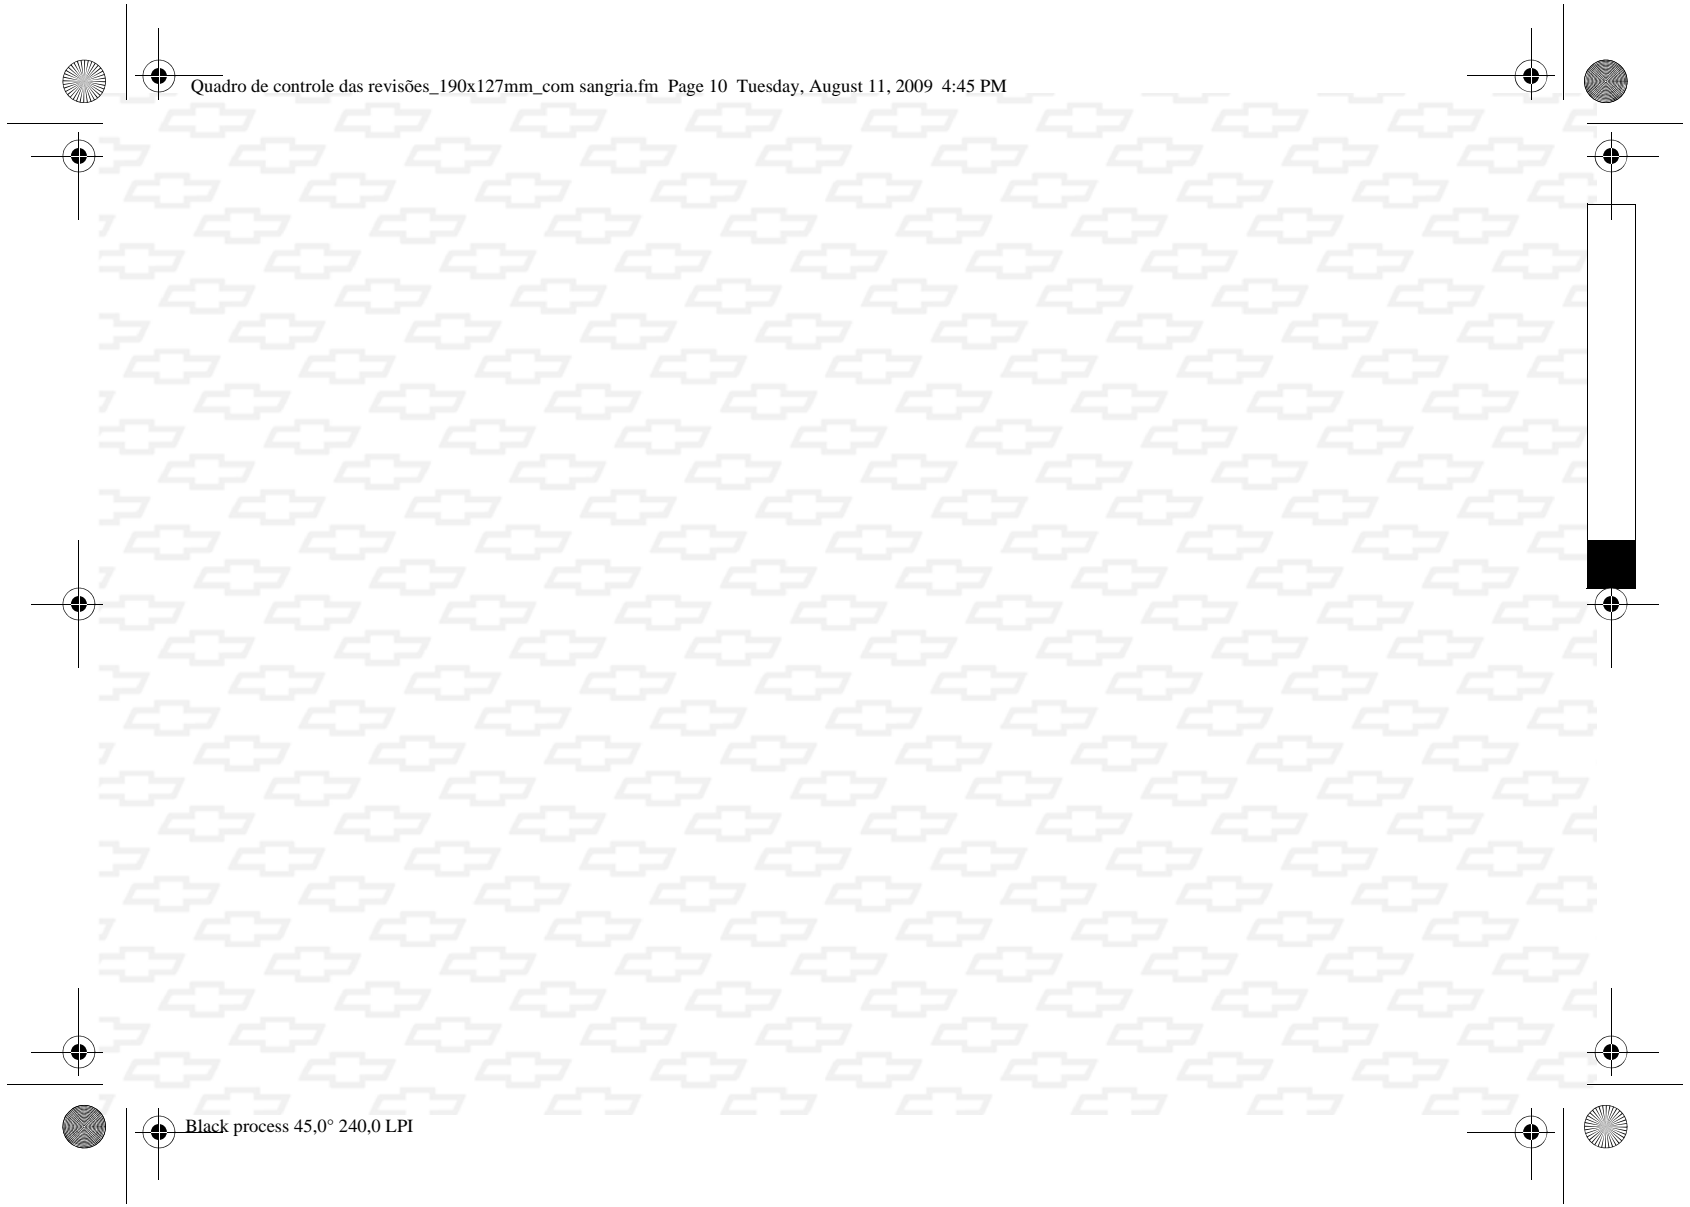 Quadro de controle das revisões_190x127mm_com sangria.fm  Page 10  Tuesday, August 11, 2009  4:45 PM
Black process 45,0° 240,0 LPI